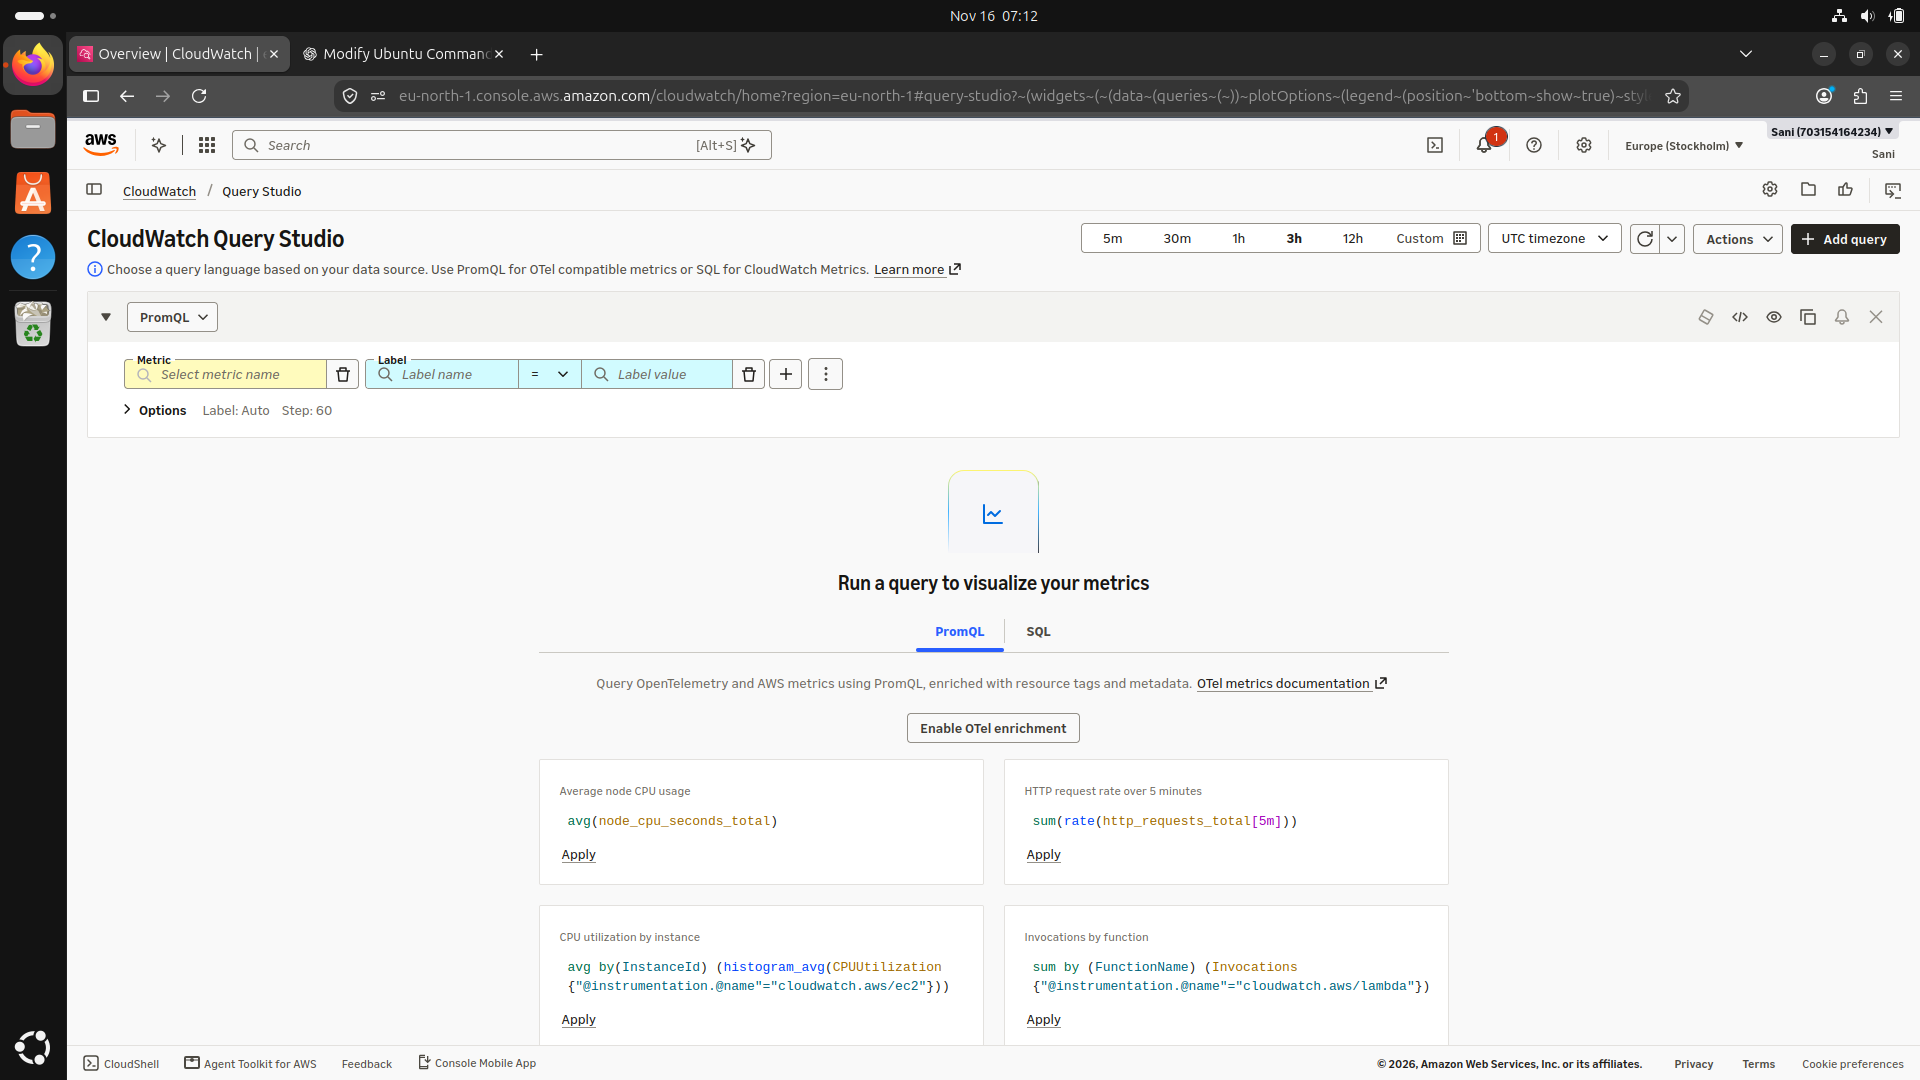 Nov 16 07:12
Overview | CloudWatch |
Modify Ubuntu Comman
eu-north-1.console.aws.amazon.com/cloudwatch/home?region=eu-north-1#query-studio?~(widgets~(~(data~(queries~(~))~plotOptions~(legend~(position~'bottom~show~true)~styl
aws
Search
[Alt+S]
1
Europe (Stockholm)
Sani (703154164234)
Sani
CloudWatch / Query Studio
CloudWatch Query Studio
5m 30m 1h 3h 12h Custom
UTC timezone
Actions
Add query
Choose a query language based on your data source. Use PromQL for OTel compatible metrics or SQL for CloudWatch Metrics. Learn more
PromQL
Metric
Select metric name
Label
Label name
=
Label value
Options Label: Auto Step: 60
Run a query to visualize your metrics
PromQL
SQL
Query OpenTelemetry and AWS metrics using PromQL, enriched with resource tags and metadata. OTel metrics documentation
Enable OTel enrichment
Average node CPU usage
avg(node_cpu_seconds_total)
Apply
HTTP request rate over 5 minutes
sum(rate(http_requests_total[5m]))
Apply
CPU utilization by instance
avg by(InstanceId) (histogram_avg(CPUUtilization
{"@instrumentation.@name"="cloudwatch.aws/ec2"}))
Apply
Invocations by function
sum by (FunctionName) (Invocations
{"@instrumentation.@name"="cloudwatch.aws/lambda"})
Apply
CloudShell
Agent Toolkit for AWS
Feedback
Console Mobile App
© 2026, Amazon Web Services, Inc. or its affiliates.
Privacy
Terms
Cookie preferences